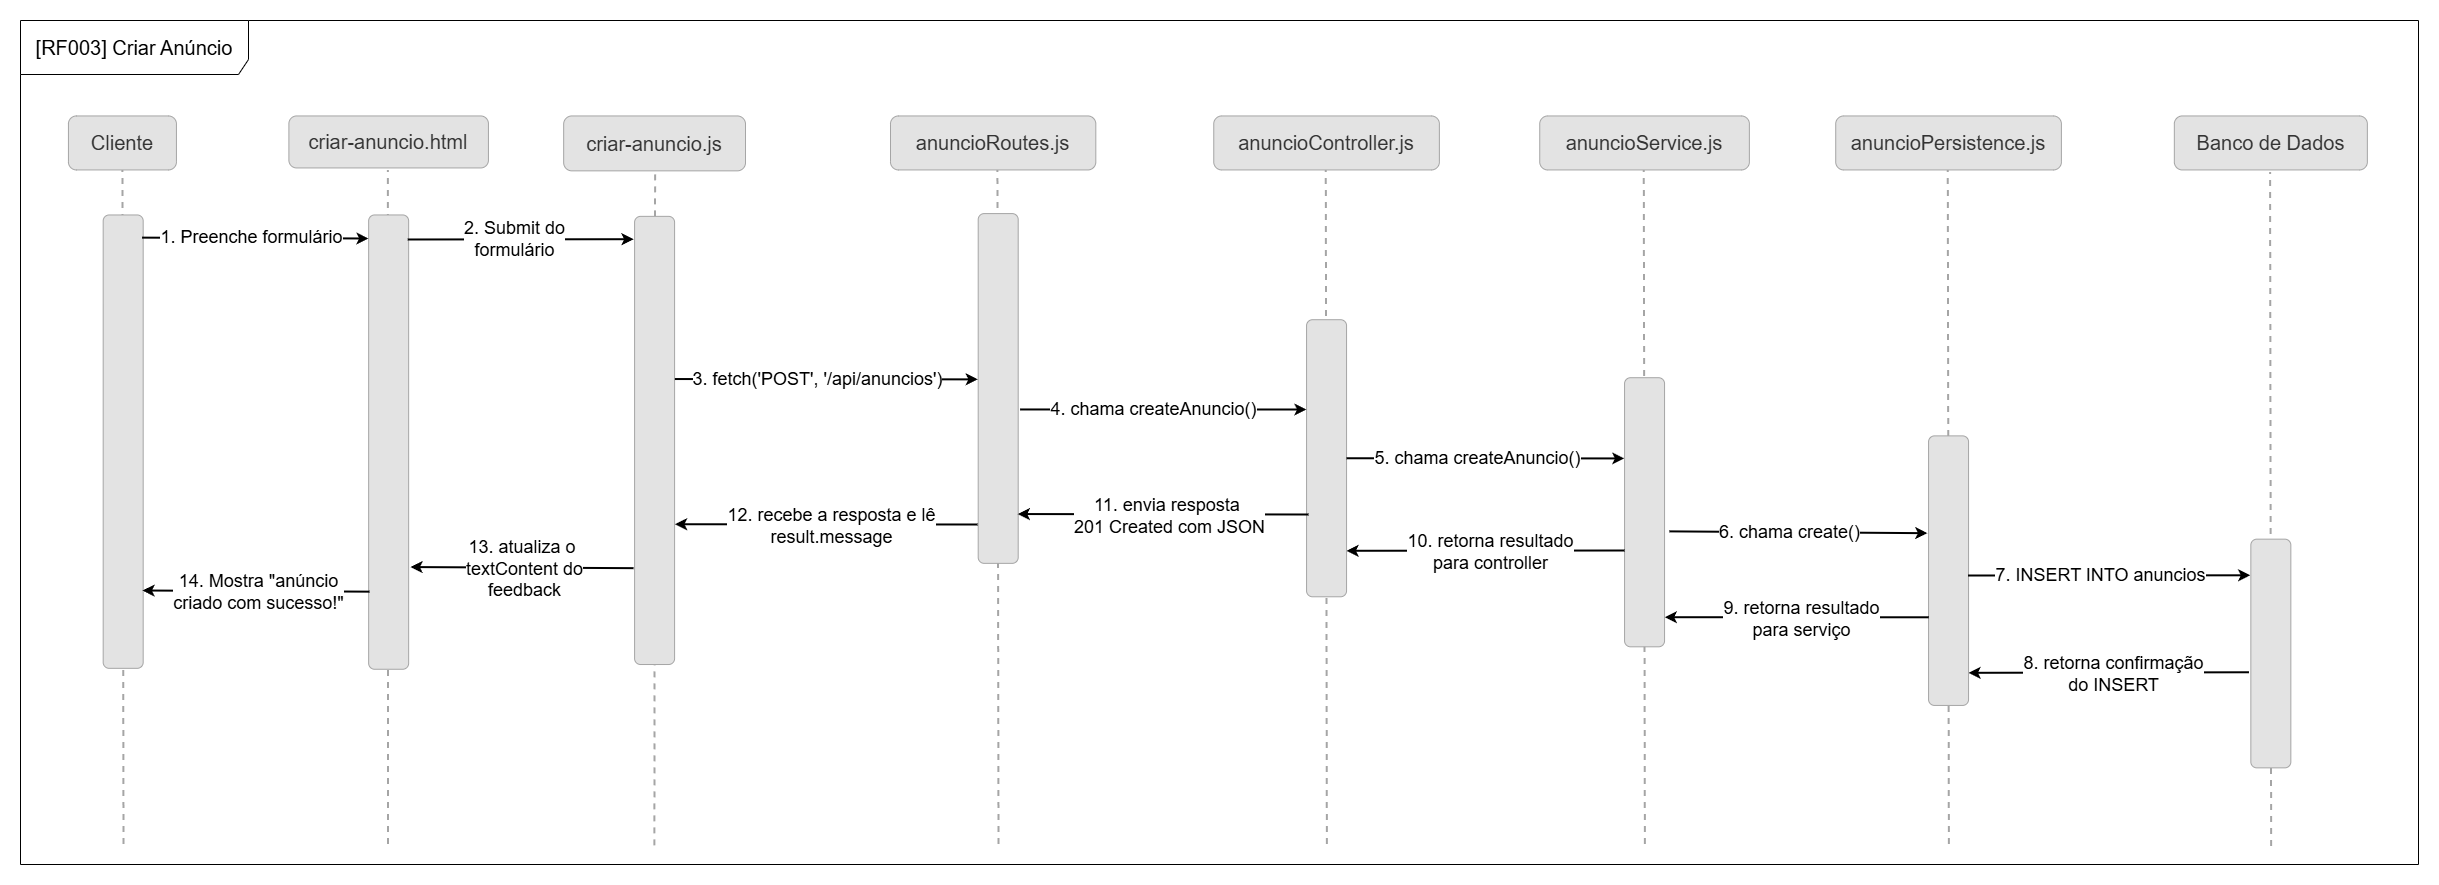 [RF003] Criar Anúncio
Cliente
criar-anuncio.html
criar-anuncio.js
anuncioRoutes.js
anuncioController.js
anuncioService.js
anuncioPersistence.js
Banco de Dados
1. Preenche formulário
2. Submit do
formulário
3. fetch('POST', '/api/anuncios')
4. chama createAnuncio()
5. chama createAnuncio()
6. chama create()
7. INSERT INTO anuncios
8. retorna confirmação
do INSERT
9. retorna resultado
para serviço
10. retorna resultado
para controller
11. envia resposta
201 Created com JSON
12. recebe a resposta e lê
result.message
13. atualiza o
textContent do
feedback
14. Mostra "anúncio
criado com sucesso!"